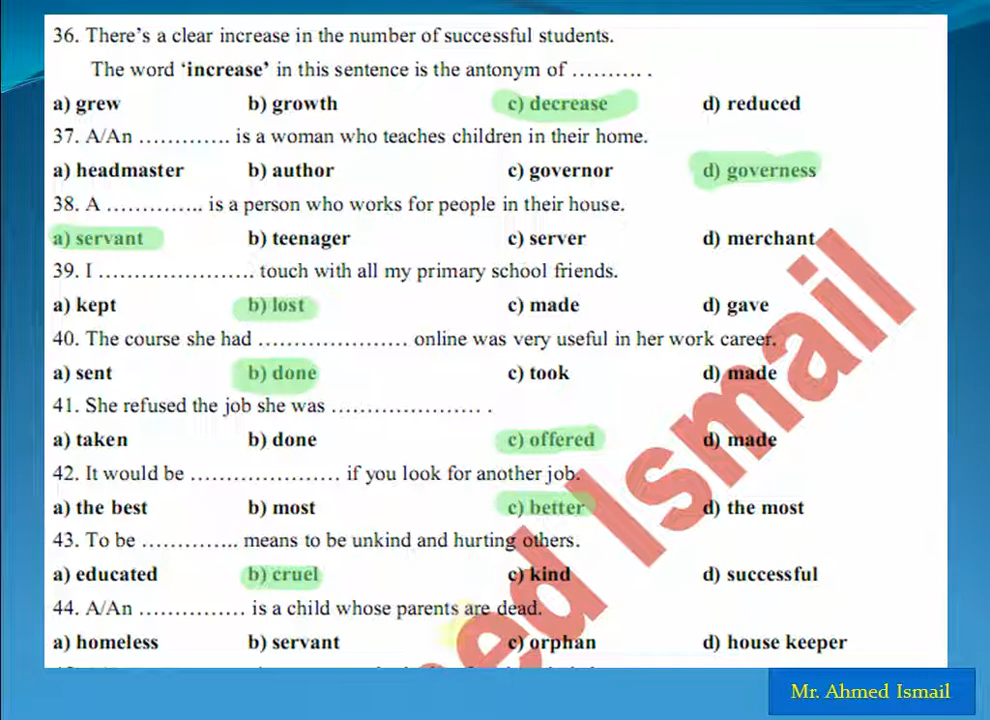 36. There's a clear increase in the number of successful students.
The word 'increase' in this sentence is the antonym of ………. .
a) grew b) growth c) decrease d) reduced
37. A/An …………. is a woman who teaches children in their home.
a) headmaster b) author c) governor d) governess
38. A ………….. is a person who works for people in their house.
a) servant b) teenager c) server d) merchant
39. I …………………. touch with all my primary school friends.
a) kept b) lost c) made d) gave
40. The course she had ………………… online was very useful in her work career.
a) sent b) done c) took d) made
41. She refused the job she was …………………. .
a) taken b) done c) offered d) made
42. It would be …………………. if you look for another job.
a) the best b) most c) better d) the most
43. To be ………….. means to be unkind and hurting others.
a) educated b) cruel c) kind d) successful
44. A/An …………… is a child whose parents are dead.
a) homeless b) servant c) orphan d) house keeper
ed Ismail
Mr. Ahmed Ismail